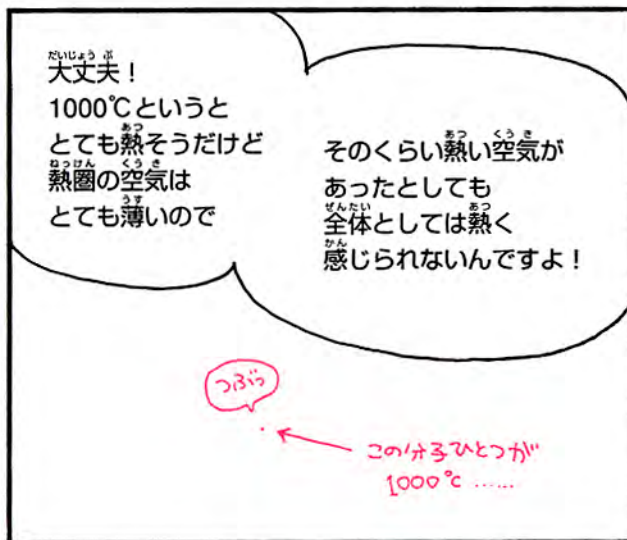 大丈夫！
1000℃というと
とても熱そうだけど
熱圏の空気は
とても薄いので
そのくらい熱い空気が
あったとしても
全体としては熱く
感じられないんですよ！
つぶっ
この分子ひとつが
1000℃……